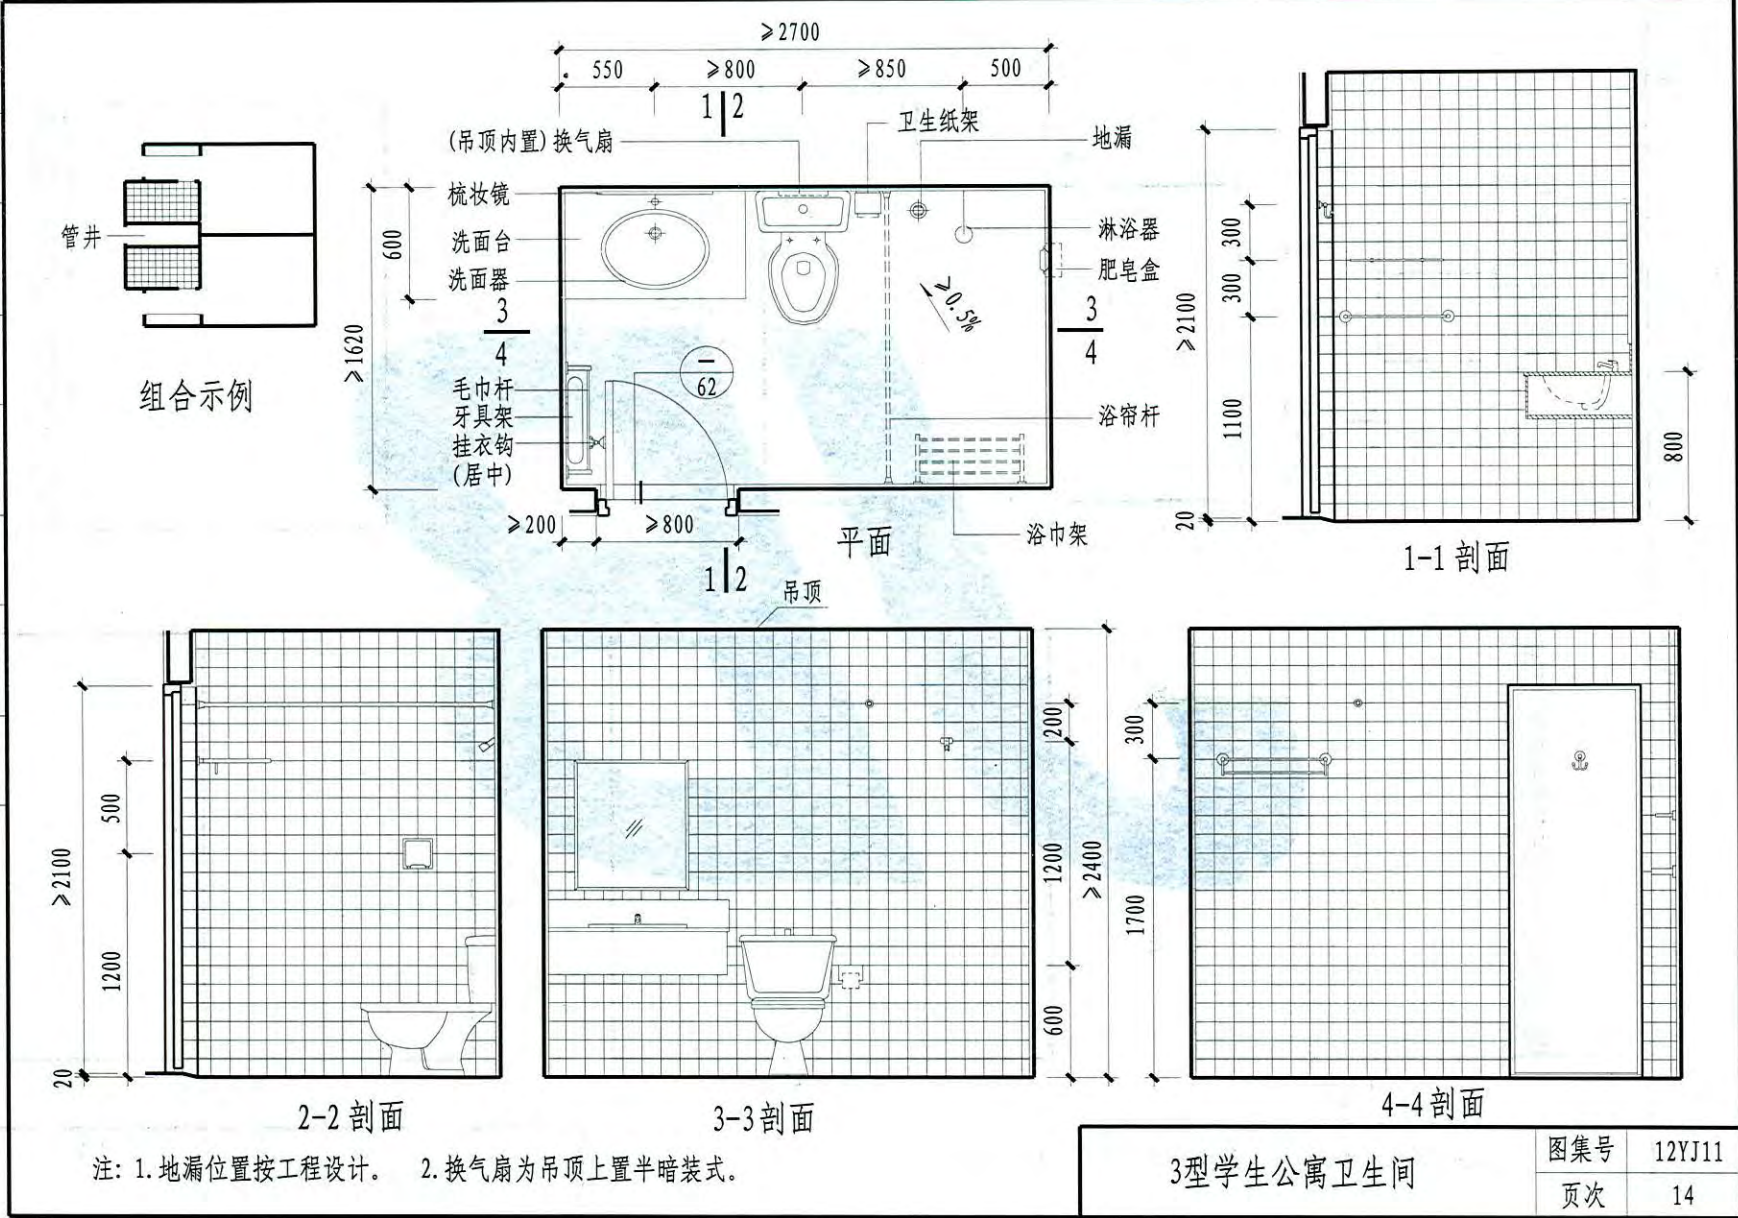 ≥2700
550 ≥800 ≥850 500
1 2
(吊顶内置)换气扇
卫生纸架
地漏
梳妆镜
洗面台
洗面器
600
≥1620
淋浴器
肥皂盒
≤0.5%
3
4
3
4
62
毛巾杆
牙具架
挂衣钩
(居中)
浴帘杆
浴巾架
≥200 ≥800
平面
1 2
管井
组合示例
≥2100
20
300
300
1100
800
1-1剖面
≥2100
20
500
1200
2-2剖面
吊顶
200
1200
600
≥2400
3-3剖面
300
1700
4-4剖面
注: 1.地漏位置按工程设计。 2.换气扇为吊顶上置半暗装式。
3型学生公寓卫生间
图集号 12YJ11
页次 14